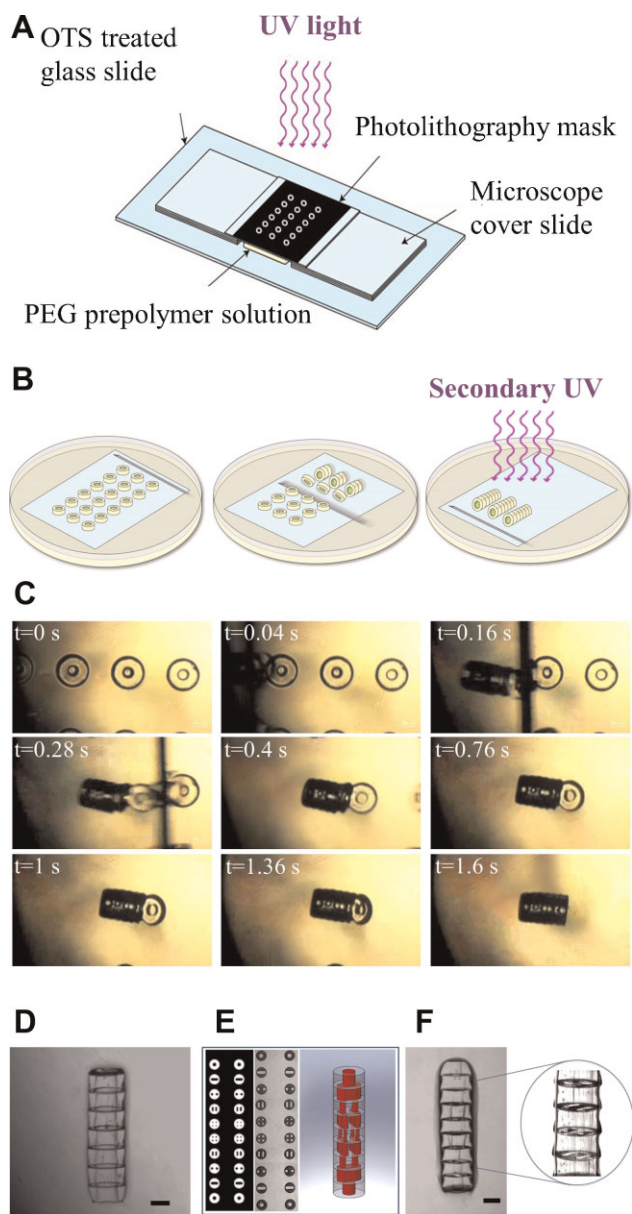 A
OTS treated
glass slide
UV light
Photolithography mask
Microscope
cover slide
PEG prepolymer solution
B
Secondary UV
C
t=0 s
t=0.04 s
t=0.16 s
t=0.28 s
t=0.4 s
t=0.76 s
t=1 s
t=1.36 s
t=1.6 s
D
E
F